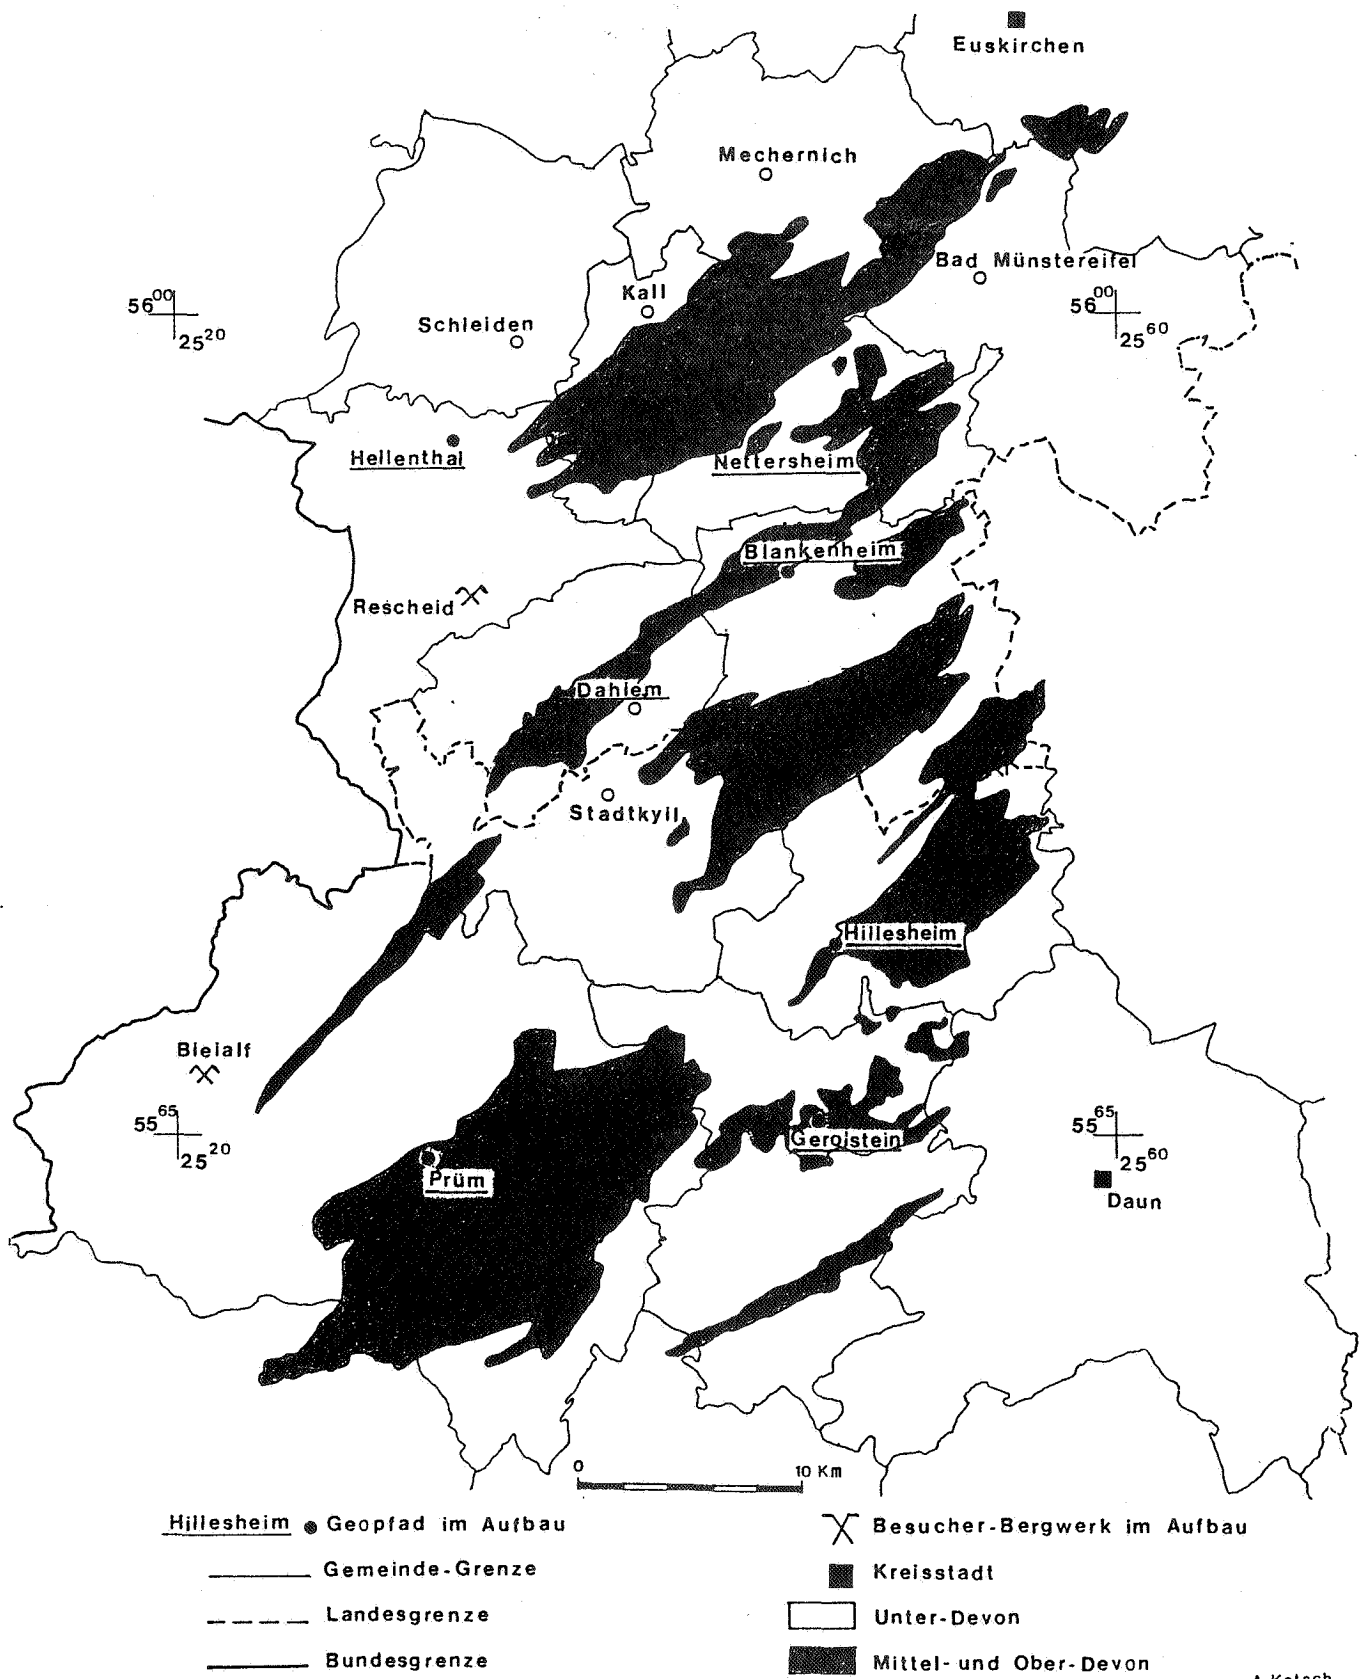 Euskirchen
Mechernich
Bad Münstereifel
Kall
Schleiden
56⁰⁰
25²⁰
56⁰⁰
25⁶⁰
Hellenthal
Nettersheim
Blankenheim
Rescheid
Dahlem
Stadtkyll
Hillesheim
Bleialf
55⁶⁵
25²⁰
55⁶⁵
25⁶⁰
Gerolstein
Prüm
Daun
0 10 Km
Hillesheim Geopfad im Aufbau
Gemeinde-Grenze
Landesgrenze
Bundesgrenze
Besucher-Bergwerk im Aufbau
Kreisstadt
Unter-Devon
Mittel- und Ober-Devon